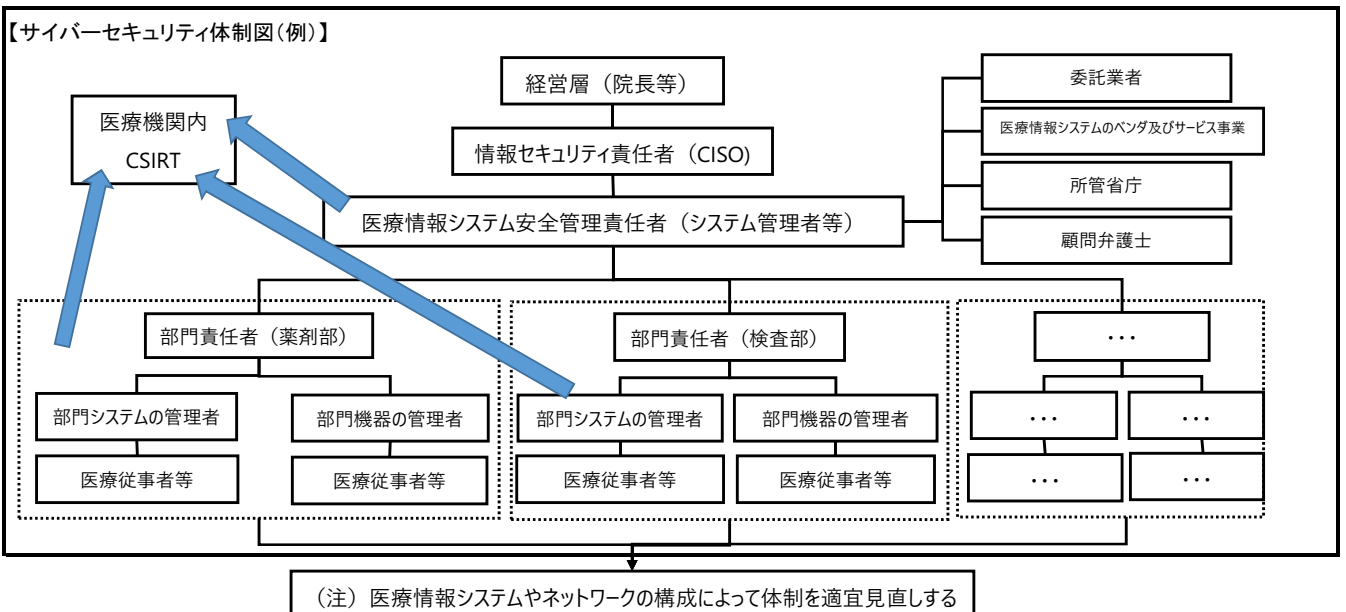 【サイバーセキュリティ体制図（例）】
経営層（院長等）
委託業者
医療機関内
CSIRT
医療情報システムのベンダ及びサービス事業
情報セキュリティ責任者（CISO)
所管省庁
医療情報システム安全管理責任者（システム管理者等）
顧問弁護士
部門責任者（薬剤部）
部門責任者（検査部）
・・・
部門システムの管理者
部門機器の管理者
部門システムの管理者
部門機器の管理者
・・・
・・・
医療従事者等
医療従事者等
医療従事者等
医療従事者等
・・・
・・・
（注）医療情報システムやネットワークの構成によって体制を適宜見直しする